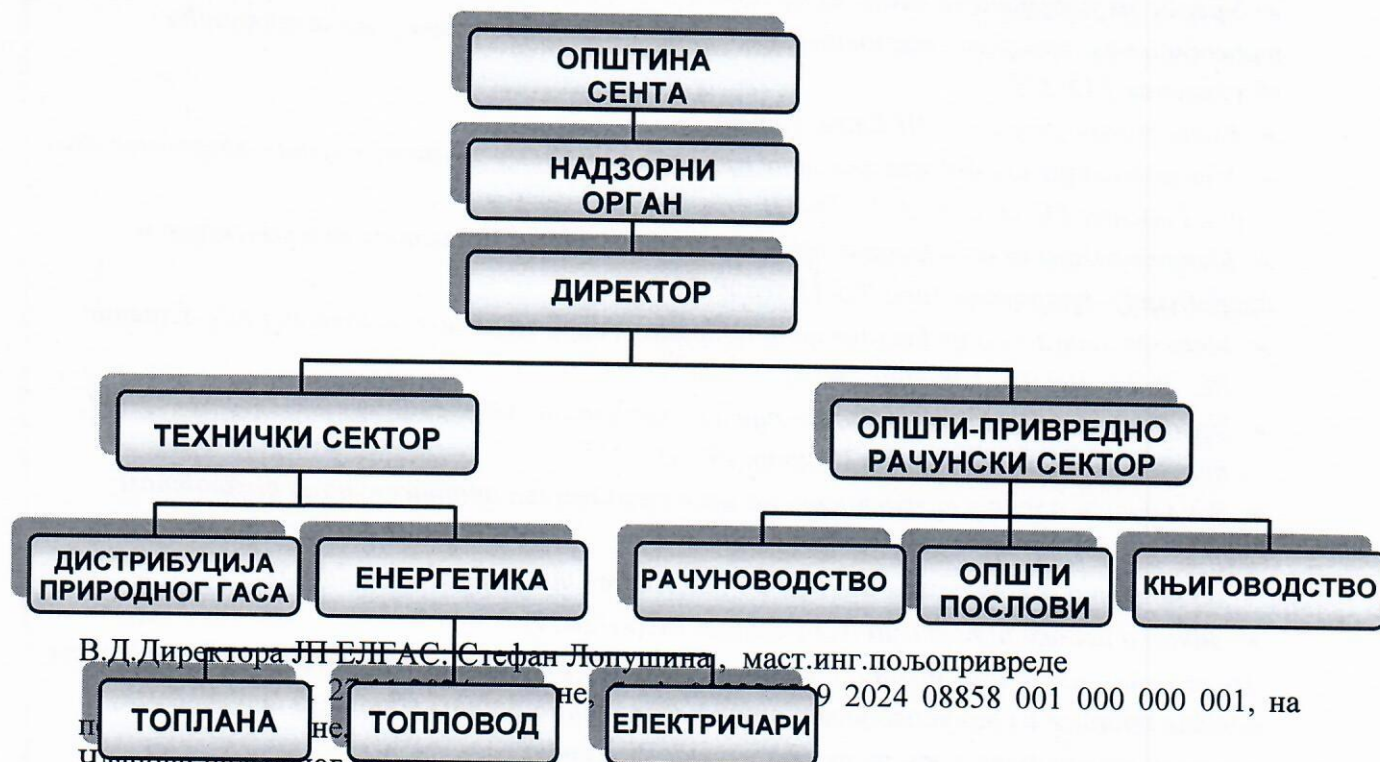 ОПШТИНА
СЕНТА
НАДЗОРНИ
ОРГАН
ДИРЕКТОР
ТЕХНИЧКИ СЕКТОР
ОПШТИ-ПРИВРЕДНО
РАЧУНСКИ СЕКТОР
ДИСТРИБУЦИЈА
ПРИРОДНОГ ГАСА
ЕНЕРГЕТИКА
РАЧУНОВОДСТВО
ОПШТИ
ПОСЛОВИ
КЊИГОВОДСТВО
В.Д.Директора ЈП ЕЛГАС: Стефан Лопушина , маст.инг.пољопривреде
2024 08858 001 000 000 001, на
ТОПЛАНА
ТОПЛОВОД
ЕЛЕКТРИЧАРИ